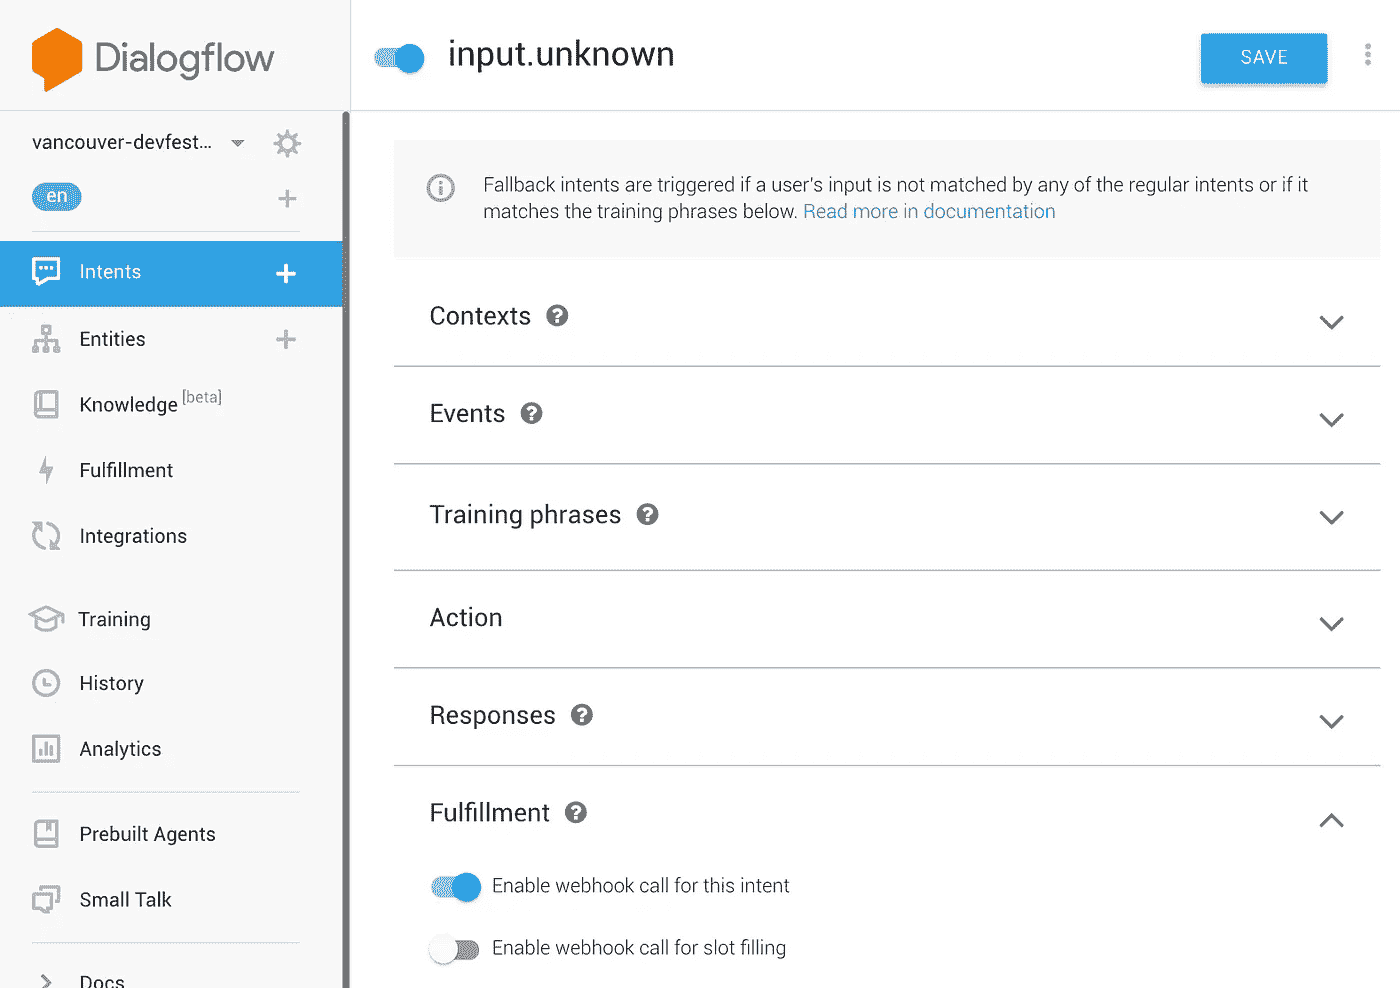 Dialogflow
input.unknown
SAVE
vancouver-devfest...
en
Intents
Entities
Knowledge [beta]
Fulfillment
Integrations
Training
History
Analytics
Prebuilt Agents
Small Talk
Docs
Fallback intents are triggered if a user's input is not matched by any of the regular intents or if it
matches the training phrases below. Read more in documentation
Contexts
Events
Training phrases
Action
Responses
Fulfillment
Enable webhook call for this intent
Enable webhook call for slot filling